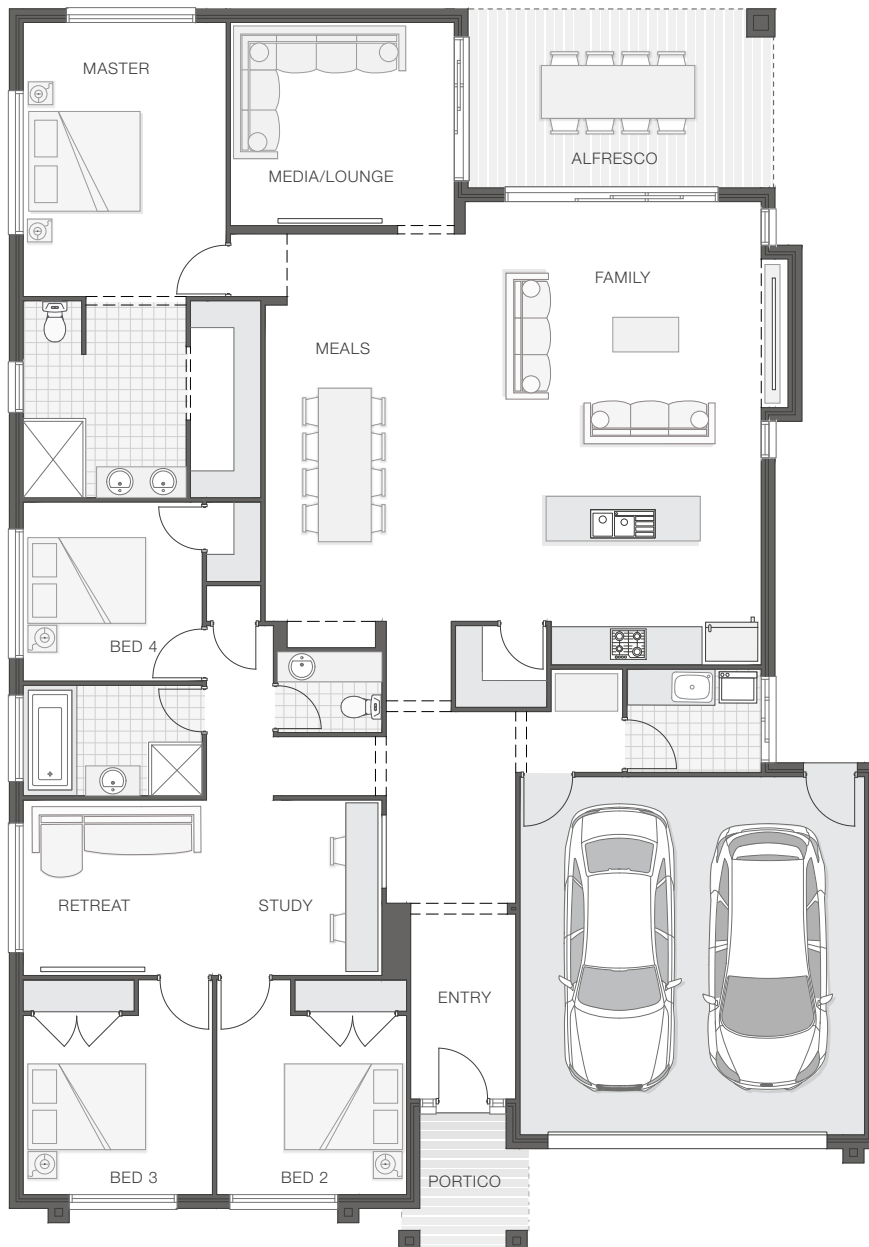 MASTER
MEDIA/LOUNGE
ALFRESCO
FAMILY
MEALS
BED 4
RETREAT
STUDY
ENTRY
BED 3
BED 2
PORTICO